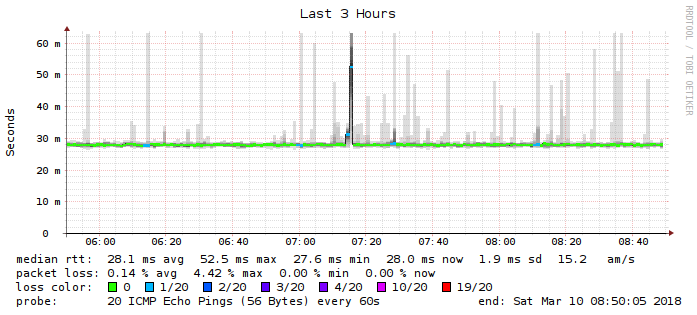 Last 3 Hours
RRDTOOL / TOBI OETIKER
Seconds
60 m
50 m
40 m
30 m
20 m
10 m
0
06:00 06:20 06:40 07:00 07:20 07:40 08:00 08:20 08:40
median rtt: 28.1 ms avg 52.5 ms max 27.6 ms min 28.0 ms now 1.9 ms sd 15.2 am/s
packet loss: 0.14 % avg 4.42 % max 0.00 % min 0.00 % now
loss color: 0 1/20 2/20 3/20 4/20 10/20 19/20
probe: 20 ICMP Echo Pings (56 Bytes) every 60s end: Sat Mar 10 08:50:05 2018